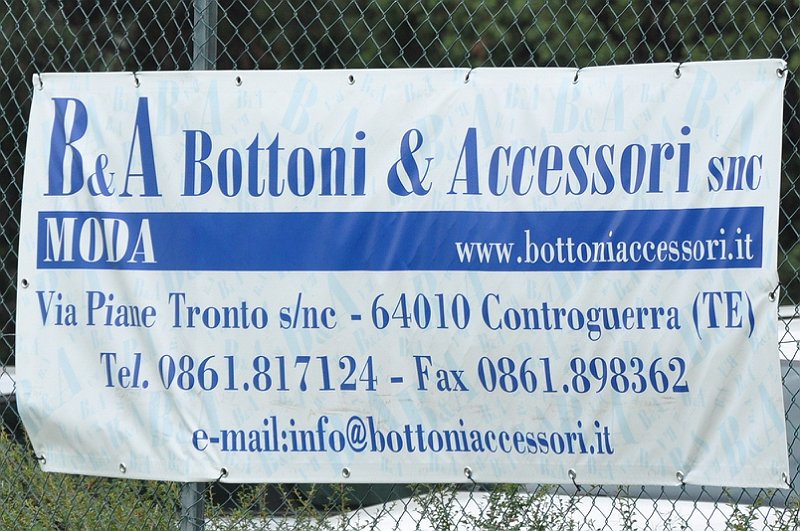 B&A Bottoni & Accessori snc
MODA www.bottoniaccessori.it
Via Piane Tronto s/nc - 64010 Controguerra (TE)
Tel. 0861.817124 - Fax 0861.898362
e-mail:info@bottoniaccessori.it